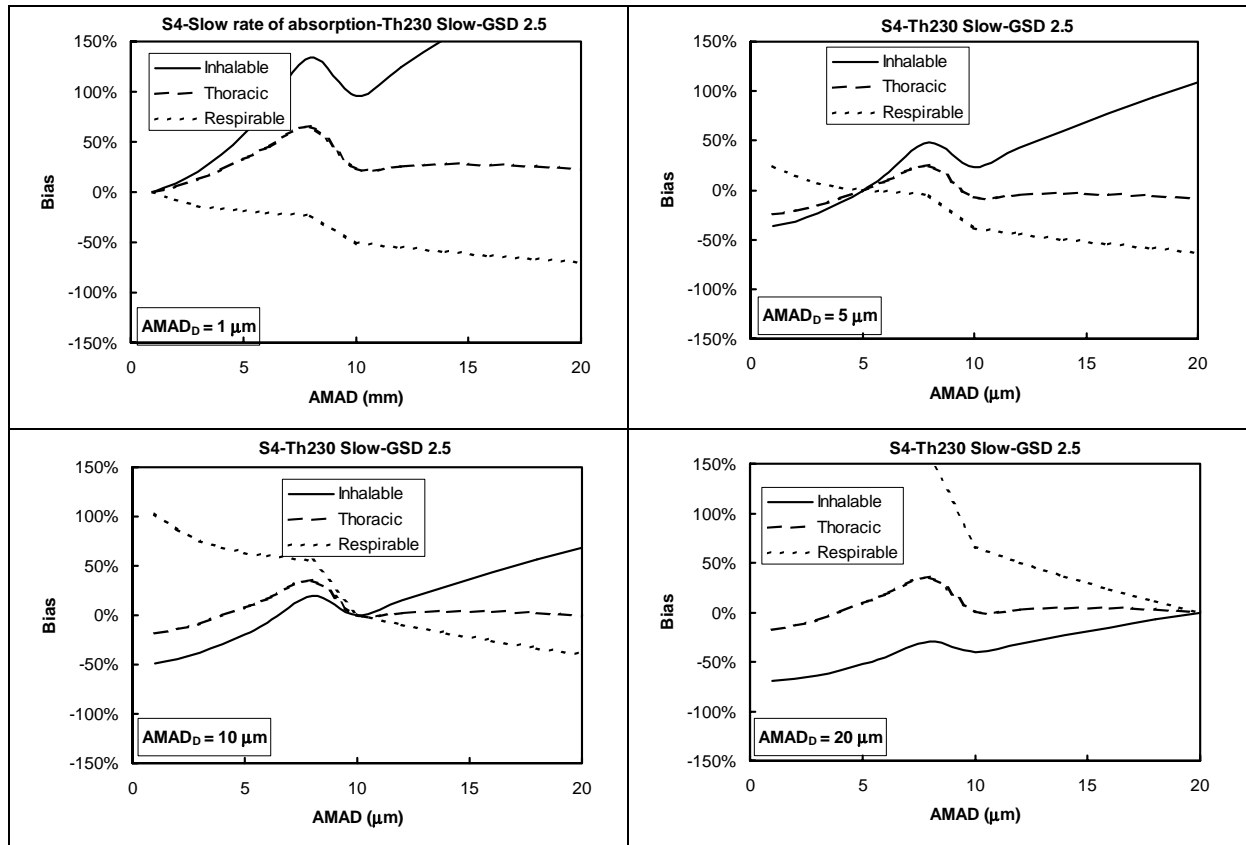 S4-Slow rate of absorption-Th230 Slow-GSD 2.5
150%
100%
50%
0%
-50%
-100%
-150%
Bias
Inhalable
Thoracic
Respirable
AMADD = 1 µm
0 5 10 15 20
AMAD (mm)
S4-Th230 Slow-GSD 2.5
150%
100%
50%
0%
-50%
-100%
-150%
Bias
Inhalable
Thoracic
Respirable
AMADD = 5 µm
0 5 10 15 20
AMAD (µm)
S4-Th230 Slow-GSD 2.5
150%
100%
50%
0%
-50%
-100%
-150%
Bias
Inhalable
Thoracic
Respirable
AMADD = 10 µm
0 5 10 15 20
AMAD (µm)
S4-Th230 Slow-GSD 2.5
150%
100%
50%
0%
-50%
-100%
-150%
Bias
Inhalable
Thoracic
Respirable
AMADD = 20 µm
0 5 10 15 20
AMAD (µm)